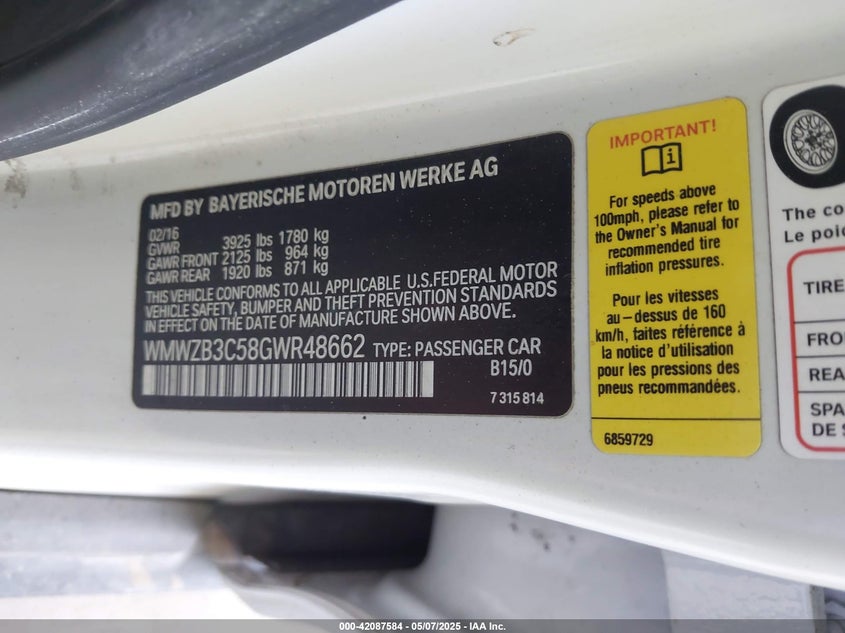 MFD BY BAYERISCHE MOTOREN WERKE AG
02/16
GVWR 3925 lbs 1780 kg
GAWR FRONT 2125 lbs 964 kg
GAWR REAR 1920 lbs 871 kg
THIS VEHICLE CONFORMS TO ALL APPLICABLE U.S.FEDERAL MOTOR
VEHICLE SAFETY, BUMPER AND THEFT PREVENTION STANDARDS
IN EFFECT ON THE DATE OF MANUFACTURE SHOWN ABOVE.
WMWZB3C58GWR48662 TYPE: PASSENGER CAR
B15/0
7 315 814
IMPORTANT!
For speeds above
100mph, please refer to
the Owner's Manual for
recommended tire
inflation pressures.
Pour les vitesses
au-dessus de 160
km/h, faites référence à
la notice d'utilisation
pour les pressions de
pneus recommandées.
6859729
The co
Le poi
TIRE
FRO
REA
SPA
DE S
000-42087584 - 05/07/2025 - IAA Inc.